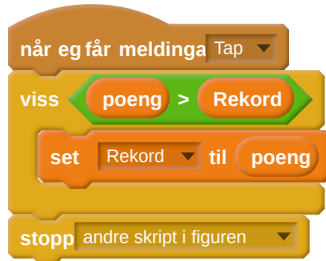 når eg får meldinga Tap
viss poeng > Rekord
set Rekord til poeng
stopp andre skript i figuren